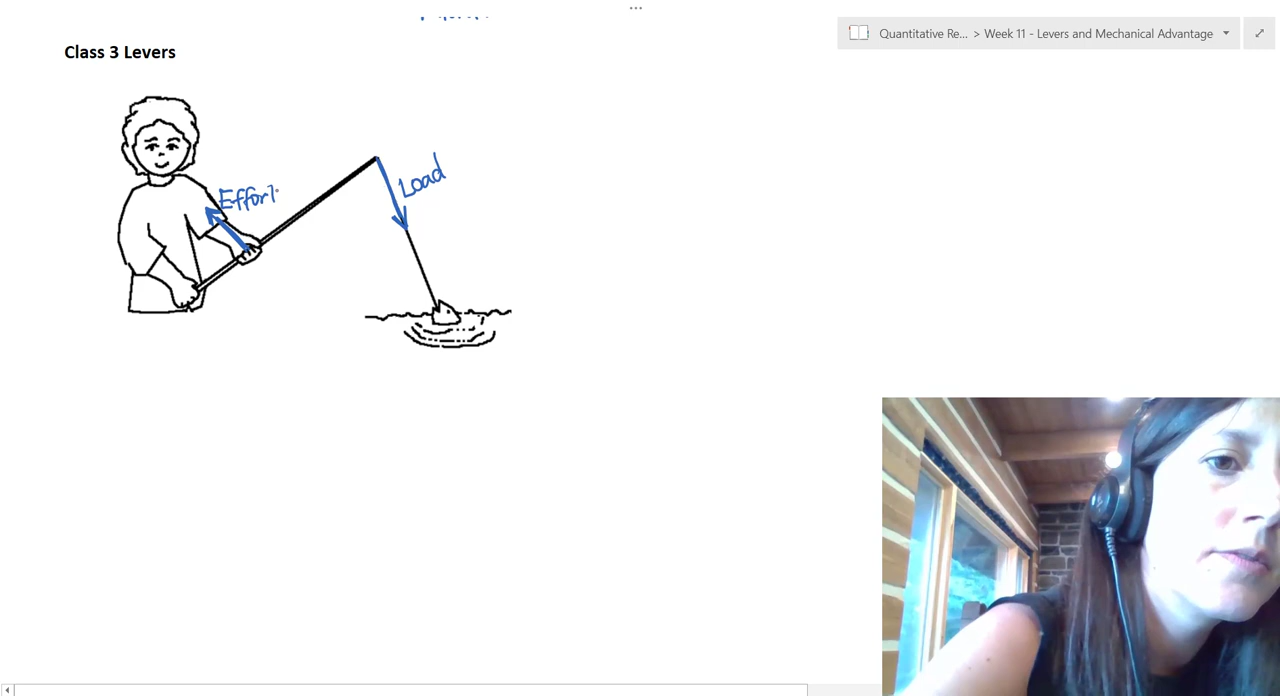 Quantitative Re... > Week 11 - Levers and Mechanical Advantage
Class 3 Levers
Effort
Load